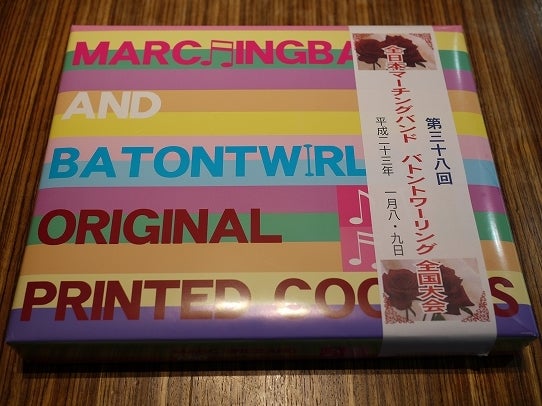 MARCHINGBA
AND
BATONTWIRL
ORIGINAL
PRINTED COO S
第三十八回
全日本マーチングバンド バトントワーリング 全国大会
平成二十三年 一月八・九日